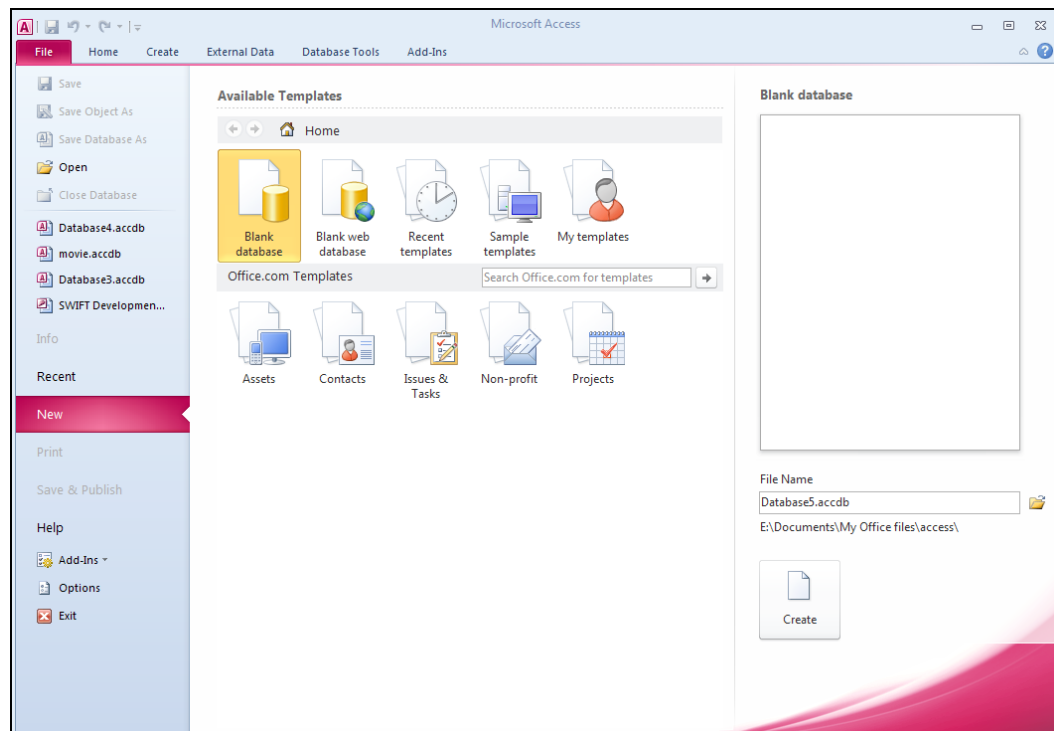 Microsoft Access
File Home Create External Data Database Tools Add-Ins
Save
Save Object As
Save Database As
Open
Close Database
Database4.accdb
movie.accdb
Database3.accdb
SWIFT Developmen...
Info
Recent
New
Print
Save & Publish
Help
Add-Ins
Options
Exit
Available Templates
Home
Blank database
Blank web database
Recent templates
Sample templates
My templates
Office.com Templates
Search Office.com for templates
Assets
Contacts
Issues & Tasks
Non-profit
Projects
Blank database
File Name
Database5.accdb
E:\Documents\My Office files\access\
Create